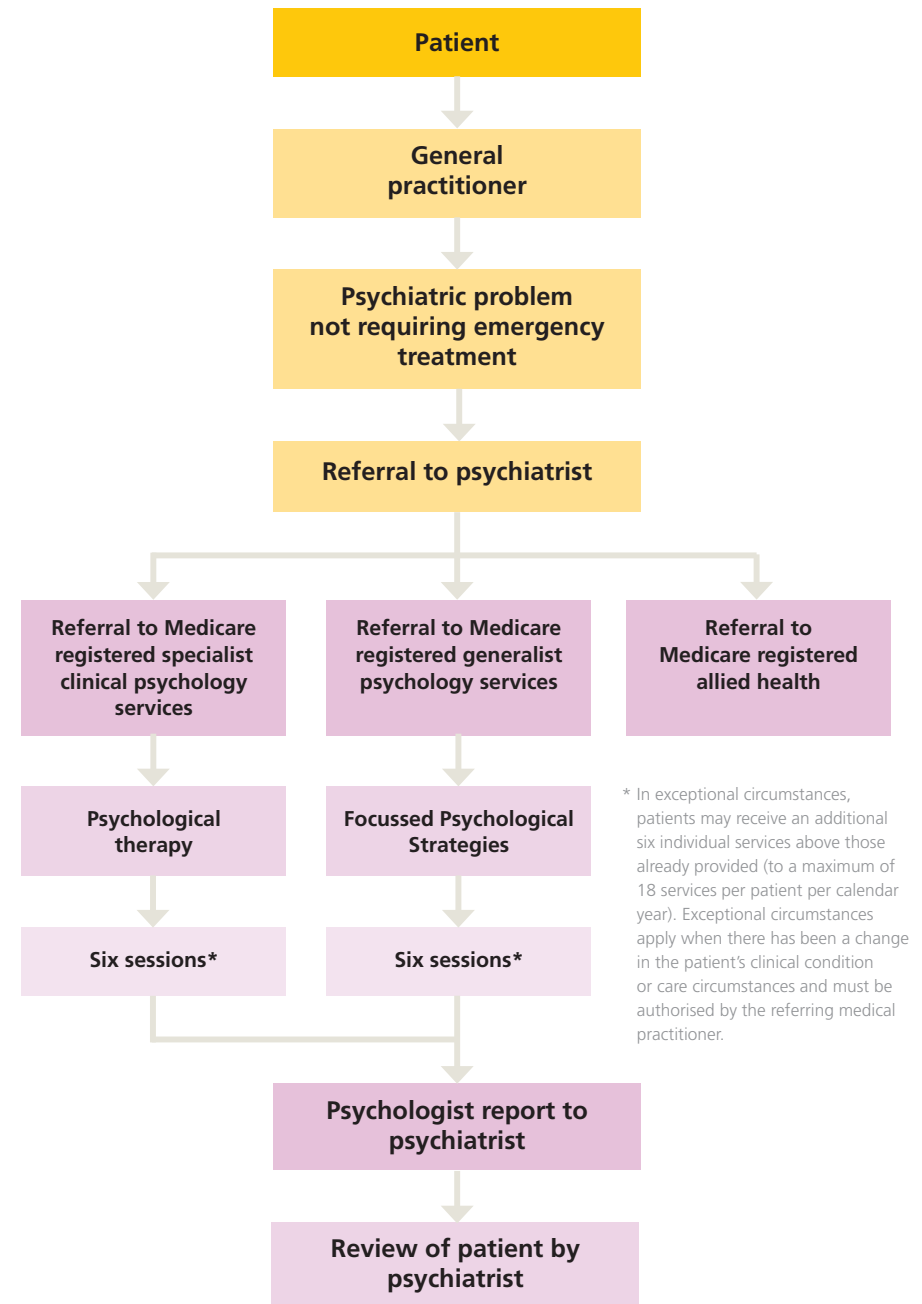 Patient
General
practitioner
Psychiatric problem
not requiring emergency
treatment
Referral to psychiatrist
Referral to Medicare
registered specialist
clinical psychology
services
Referral to Medicare
registered generalist
psychology services
Referral to
Medicare registered
allied health
Psychological
therapy
Focussed Psychological
Strategies
Six sessions*
Six sessions*
* In exceptional circumstances,
patients may receive an additional
six individual services above those
already provided (to a maximum of
18 services per patient per calendar
year). Exceptional circumstances
apply when there has been a change
in the patient's clinical condition
or care circumstances and must be
authorised by the referring medical
practitioner.
Psychologist report to
psychiatrist
Review of patient by
psychiatrist